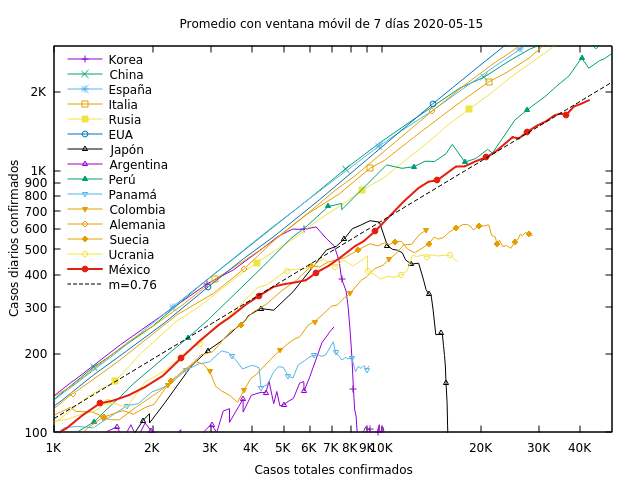 Promedio con ventana móvil de 7 días 2020-05-15
Korea
China
España
Italia
Rusia
EUA
Japón
Argentina
Perú
Panamá
Colombia
Alemania
Suecia
Ucrania
México
m=0.76
Casos diarios confirmados
2K
1K
900
800
700
600
500
400
300
200
100
1K 2K 3K 4K 5K 6K 7K 8K 9K 10K 20K 30K 40K
Casos totales confirmados